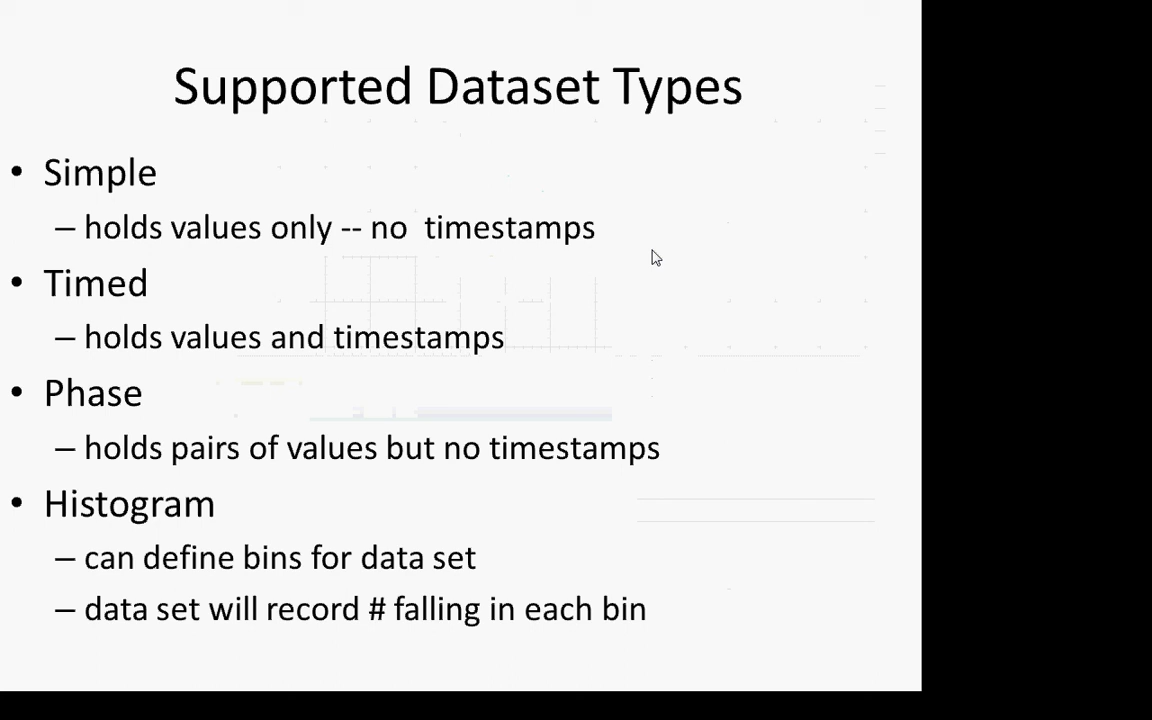 Supported Dataset Types
• Simple
– holds values only -- no  timestamps
• Timed
– holds values and timestamps
• Phase
– holds pairs of values but no timestamps
• Histogram
– can define bins for data set
– data set will record # falling in each bin